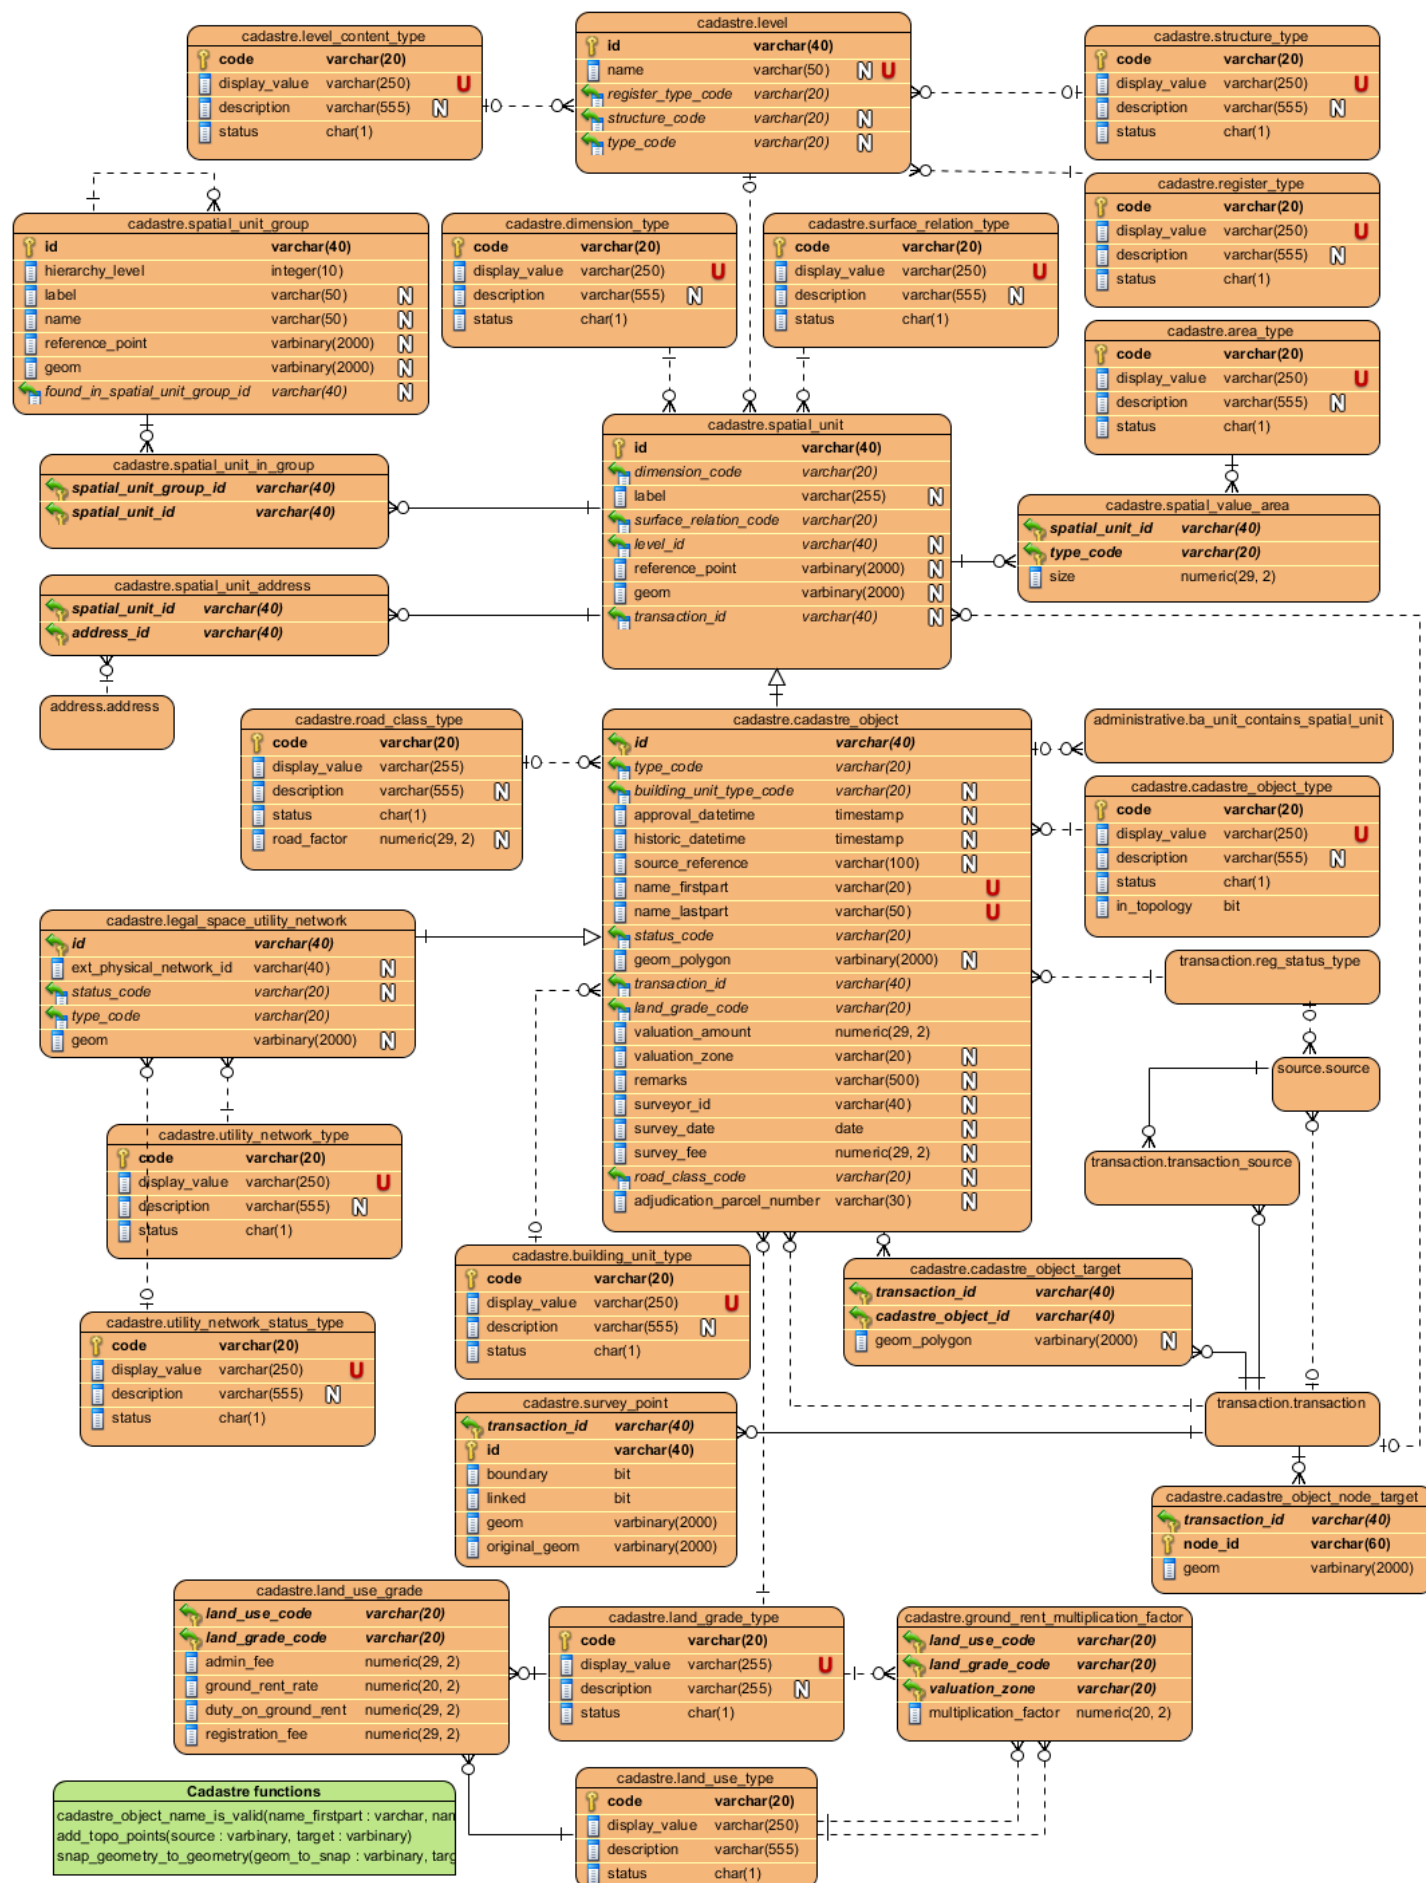 cadastre.level_content_type
code varchar(20)
display_value varchar(250) U
description varchar(555) N
status char(1)
cadastre.level
id varchar(40)
name varchar(50) N U
register_type_code varchar(20)
structure_code varchar(20) N
type_code varchar(20) N
cadastre.structure_type
code varchar(20)
display_value varchar(250) U
description varchar(555) N
status char(1)
cadastre.register_type
code varchar(20)
display_value varchar(250) U
description varchar(555) N
status char(1)
cadastre.spatial_unit_group
id varchar(40)
hierarchy_level integer(10)
label varchar(50) N
name varchar(50) N
reference_point varbinary(2000) N
geom varbinary(2000) N
found_in_spatial_unit_group_id varchar(40) N
cadastre.dimension_type
code varchar(20)
display_value varchar(250) U
description varchar(555) N
status char(1)
cadastre.surface_relation_type
code varchar(20)
display_value varchar(250) U
description varchar(555) N
status char(1)
cadastre.area_type
code varchar(20)
display_value varchar(250) U
description varchar(555) N
status char(1)
cadastre.spatial_unit_in_group
spatial_unit_group_id varchar(40)
spatial_unit_id varchar(40)
cadastre.spatial_unit
id varchar(40)
dimension_code varchar(20)
label varchar(255) N
surface_relation_code varchar(20)
level_id varchar(40) N
reference_point varbinary(2000) N
geom varbinary(2000) N
transaction_id varchar(40) N
cadastre.spatial_value_area
spatial_unit_id varchar(40)
type_code varchar(20)
size numeric(29, 2)
cadastre.spatial_unit_address
spatial_unit_id varchar(40)
address_id varchar(40)
address.address
cadastre.road_class_type
code varchar(20)
display_value varchar(255)
description varchar(555) N
status char(1)
road_factor numeric(29, 2) N
cadastre.cadastre_object
id varchar(40)
type_code varchar(20)
building_unit_type_code varchar(20) N
approval_datetime timestamp N
historic_datetime timestamp N
source_reference varchar(100) N
name_firstpart varchar(20) U
name_lastpart varchar(50) U
status_code varchar(20)
geom_polygon varbinary(2000) N
transaction_id varchar(40)
land_grade_code varchar(20)
valuation_amount numeric(29, 2)
valuation_zone varchar(20) N
remarks varchar(500) N
surveyor_id varchar(40) N
survey_date date N
survey_fee numeric(29, 2) N
road_class_code varchar(20) N
adjudication_parcel_number varchar(30) N
administrative.ba_unit_contains_spatial_unit
cadastre.cadastre_object_type
code varchar(20)
display_value varchar(250) U
description varchar(555) N
status char(1)
in_topology bit
cadastre.legal_space_utility_network
id varchar(40)
ext_physical_network_id varchar(40) N
status_code varchar(20) N
type_code varchar(20)
geom varbinary(2000) N
transaction.reg_status_type
source.source
transaction.transaction_source
cadastre.utility_network_type
code varchar(20)
display_value varchar(250) U
description varchar(555) N
status char(1)
cadastre.utility_network_status_type
code varchar(20)
display_value varchar(250) U
description varchar(555) N
status char(1)
cadastre.building_unit_type
code varchar(20)
display_value varchar(250) U
description varchar(555) N
status char(1)
cadastre.cadastre_object_target
transaction_id varchar(40)
cadastre_object_id varchar(40)
geom_polygon varbinary(2000) N
transaction.transaction
cadastre.survey_point
transaction_id varchar(40)
id varchar(40)
boundary bit
linked bit
geom varbinary(2000)
original_geom varbinary(2000)
cadastre.cadastre_object_node_target
transaction_id varchar(40)
node_id varchar(60)
geom varbinary(2000)
cadastre.land_use_grade
land_use_code varchar(20)
land_grade_code varchar(20)
admin_fee numeric(29, 2)
ground_rent_rate numeric(20, 2)
duty_on_ground_rent numeric(29, 2)
registration_fee numeric(29, 2)
cadastre.land_grade_type
code varchar(20)
display_value varchar(255) U
description varchar(255) N
status char(1)
cadastre.ground_rent_multiplication_factor
land_use_code varchar(20)
land_grade_code varchar(20)
valuation_zone varchar(20)
multiplication_factor numeric(20, 2)
cadastre.land_use_type
code varchar(20)
display_value varchar(250)
description varchar(555)
status char(1)
Cadastre functions
cadastre_object_name_is_valid(name_firstpart : varchar, nam
add_topo_points(source : varbinary, target : varbinary)
snap_geometry_to_geometry(geom_to_snap : varbinary, targ